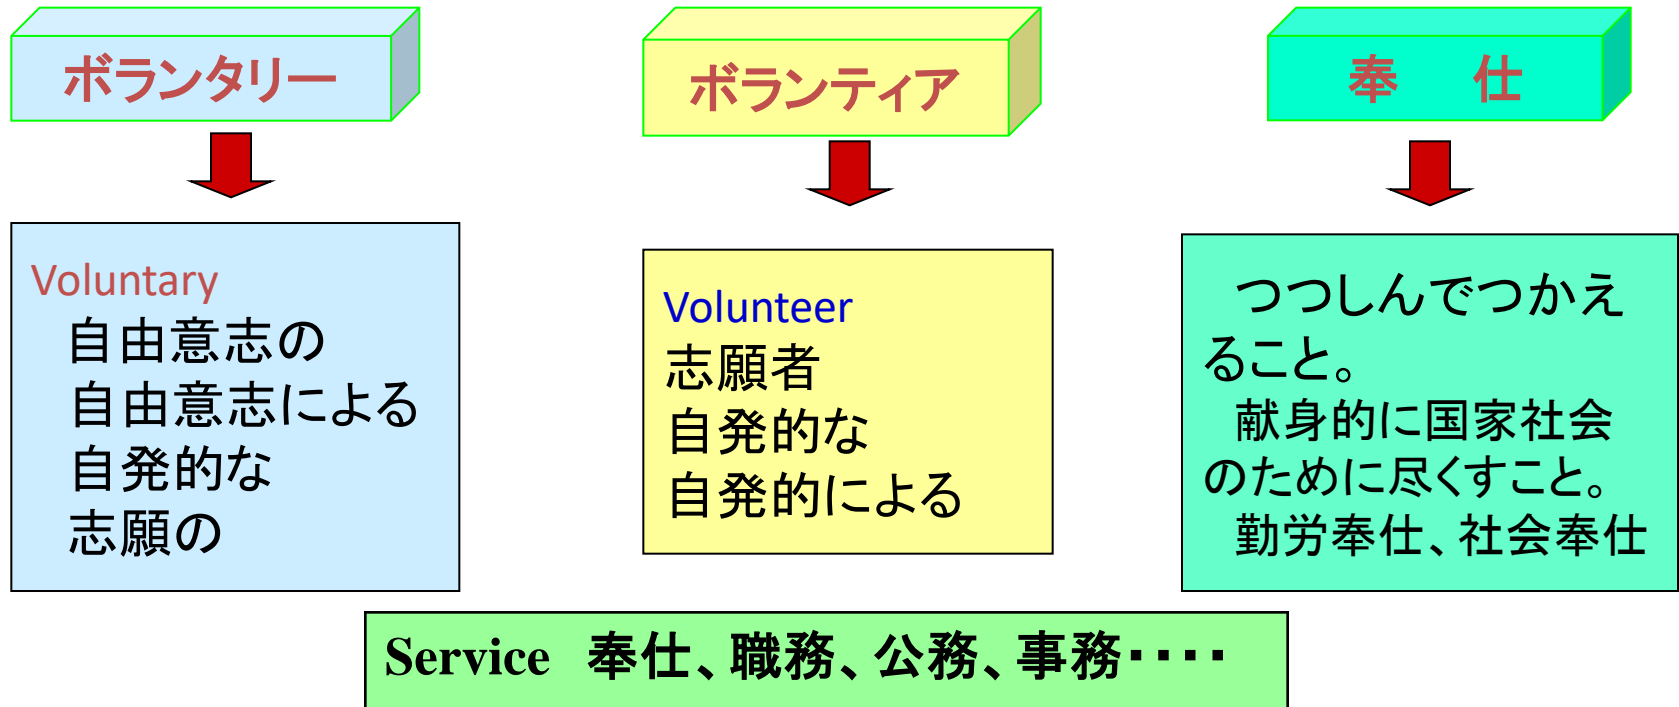 ボランタリー
ボランティア
奉　仕
Voluntary
自由意志の
自由意志による
自発的な
志願の
Volunteer
志願者
自発的な
自発的による
つつしんでつかえ
ること。
献身的に国家社会
のために尽くすこと。
勤労奉仕、社会奉仕
Service　奉仕、職務、公務、事務････